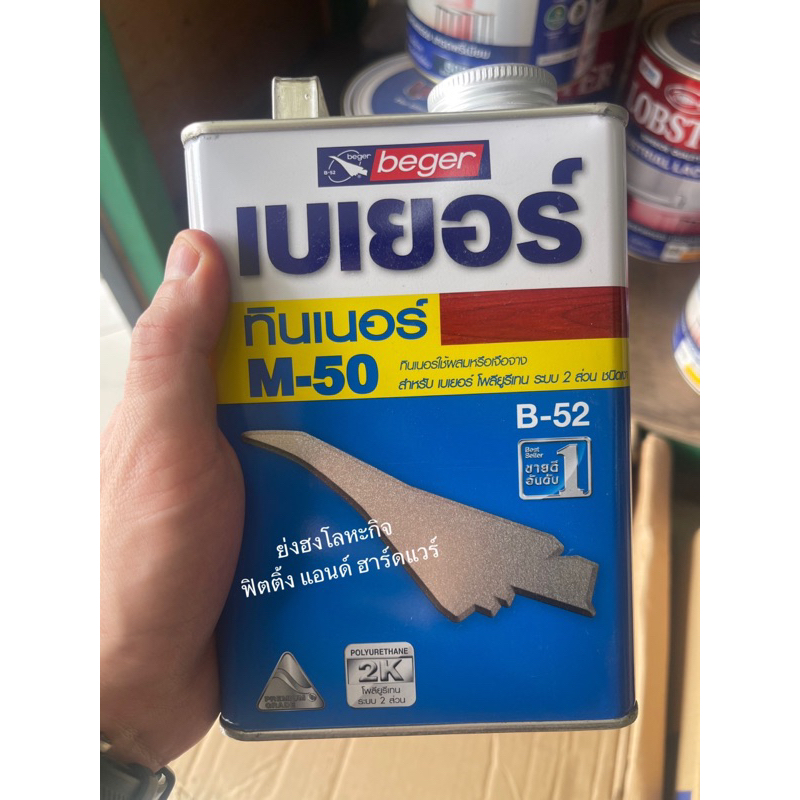 beger
B-52
beger
เบเยอร์
ทินเนอร์
M-50
ทินเนอร์ใช้ผสมหรือเจือจาง
สำหรับ เบเยอร์ โพลียูรีเทน ระบบ 2 ส่วน
B-52
Best
Seller
ขายดี
อันดับ 1
ย่งฮงโลหะกิจ
ฟิตติ้ง แอนด์ ฮาร์ดแวร์
PREMIUM
GRADE
POLYURETHANE
2K
โพลียูรีเทน
ระบบ 2 ส่วน